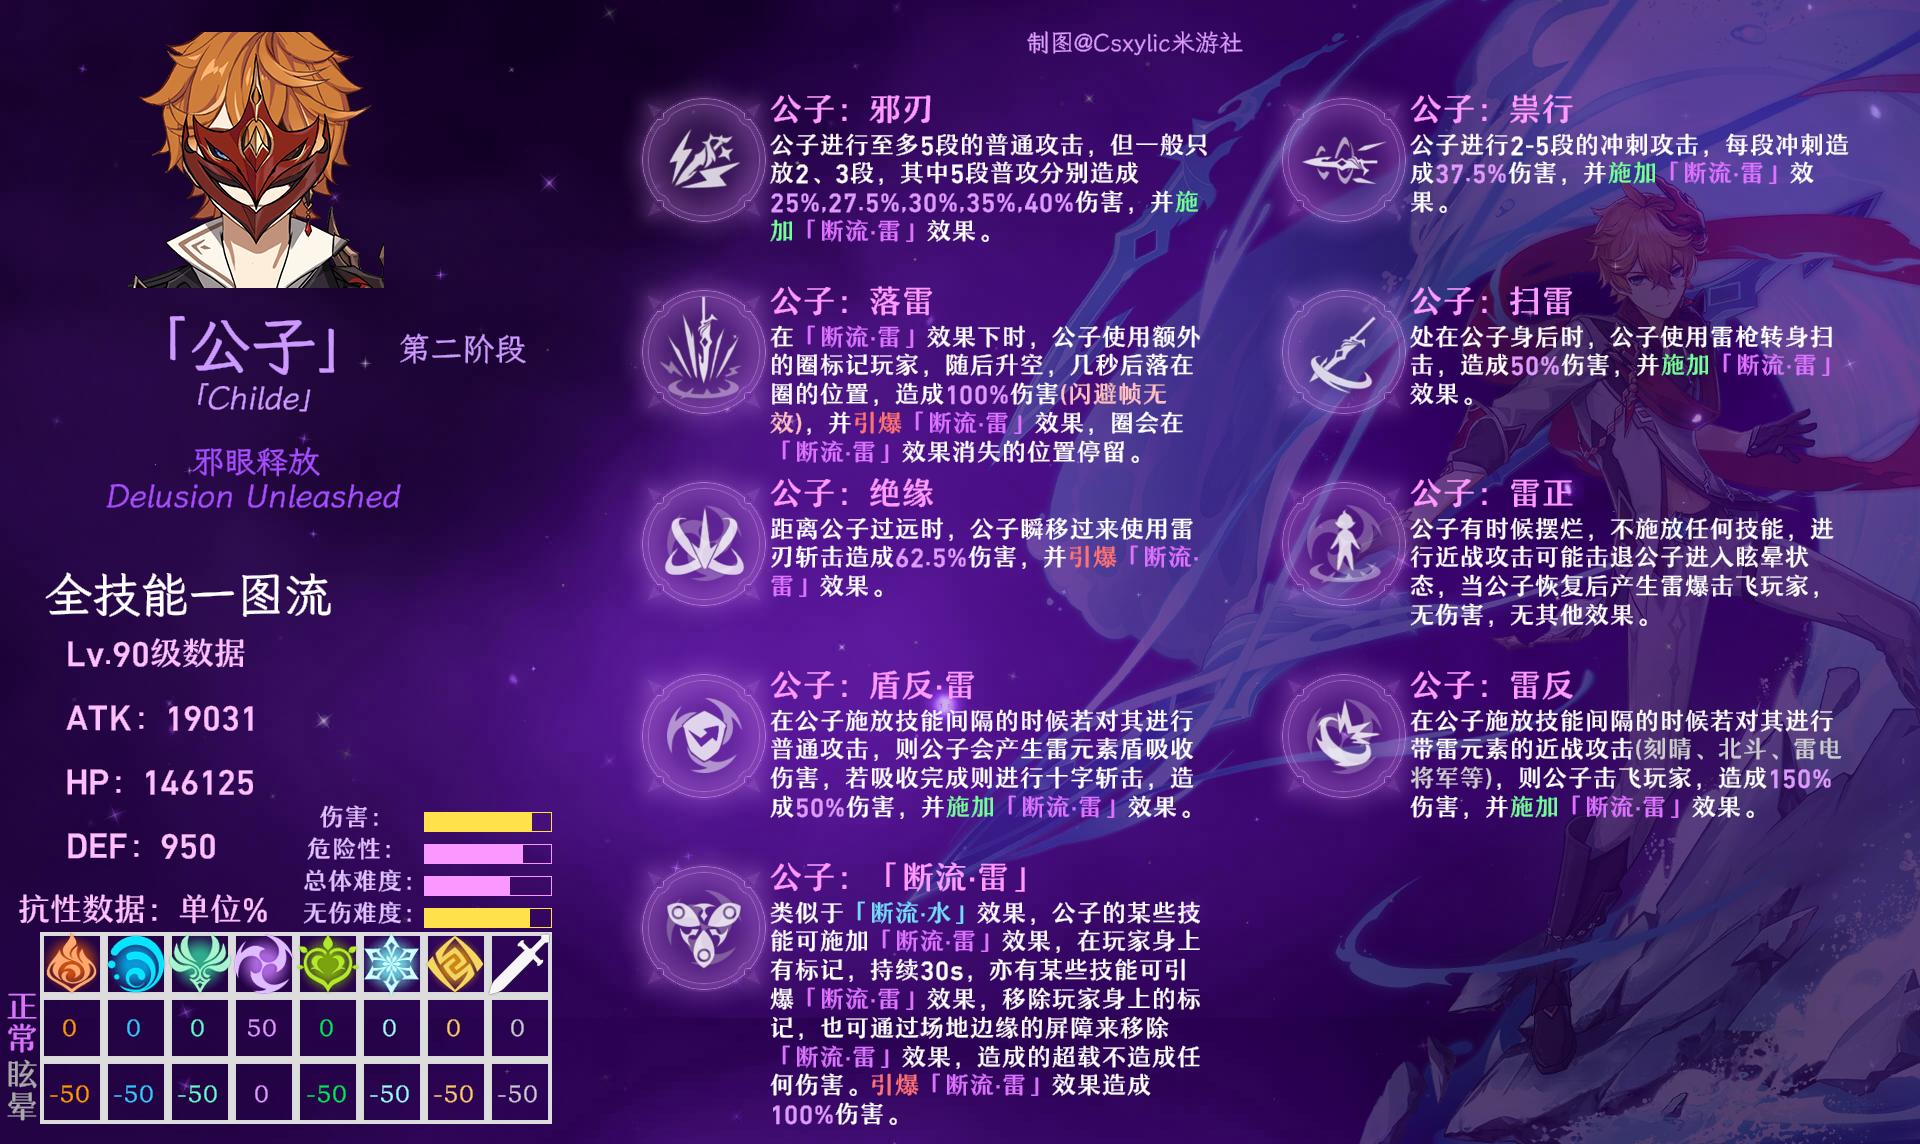 制图@Csxylic米游社
「公子」 第二阶段
「Childe」
邪眼释放
Delusion Unleashed
全技能一图流
Lv.90级数据
ATK：19031
HP：146125
DEF：950
伤害：
危险性：
总体难度：
无伤难度：
抗性数据：单位%
正常 0 0 0 50 0 0 0 0
眩晕 -50 -50 -50 0 -50 -50 -50 -50
公子：邪刃
公子进行至多5段的普通攻击，但一般只
放2、3段，其中5段普攻分别造成
25%,27.5%,30%,35%,40%伤害，并施
加「断流·雷」效果。
公子：落雷
在「断流·雷」效果下时，公子使用额外
的圈标记玩家，随后升空，几秒后落在
圈的位置，造成100%伤害(闪避帧无
效)，并引爆「断流·雷」效果，圈会在
「断流·雷」效果消失的位置停留。
公子：绝缘
距离公子过远时，公子瞬移过来使用雷
刃斩击造成62.5%伤害，并引爆「断流·
雷」效果。
公子：盾反·雷
在公子施放技能间隔的时候若对其进行
普通攻击，则公子会产生雷元素盾吸收
伤害，若吸收完成则进行十字斩击，造
成50%伤害，并施加「断流·雷」效果。
公子：「断流·雷」
类似于「断流·水」效果，公子的某些技
能可施加「断流·雷」效果，在玩家身上
有标记，持续30s，亦有某些技能可引
爆「断流·雷」效果，移除玩家身上的标
记，也可通过场地边缘的屏障来移除
「断流·雷」效果，造成的超载不造成任
何伤害。引爆「断流·雷」效果造成
100%伤害。
公子：祟行
公子进行2-5段的冲刺攻击，每段冲刺造
成37.5%伤害，并施加「断流·雷」效
果。
公子：扫雷
处在公子身后时，公子使用雷枪转身扫
击，造成50%伤害，并施加「断流·雷」
效果。
公子：雷正
公子有时候摆烂，不施放任何技能，进
行近战攻击可能击退公子进入眩晕状
态，当公子恢复后产生雷爆击飞玩家，
无伤害，无其他效果。
公子：雷反
在公子施放技能间隔的时候若对其进行
带雷元素的近战攻击(刻晴、北斗、雷电
将军等)，则公子击飞玩家，造成150%
伤害，并施加「断流·雷」效果。